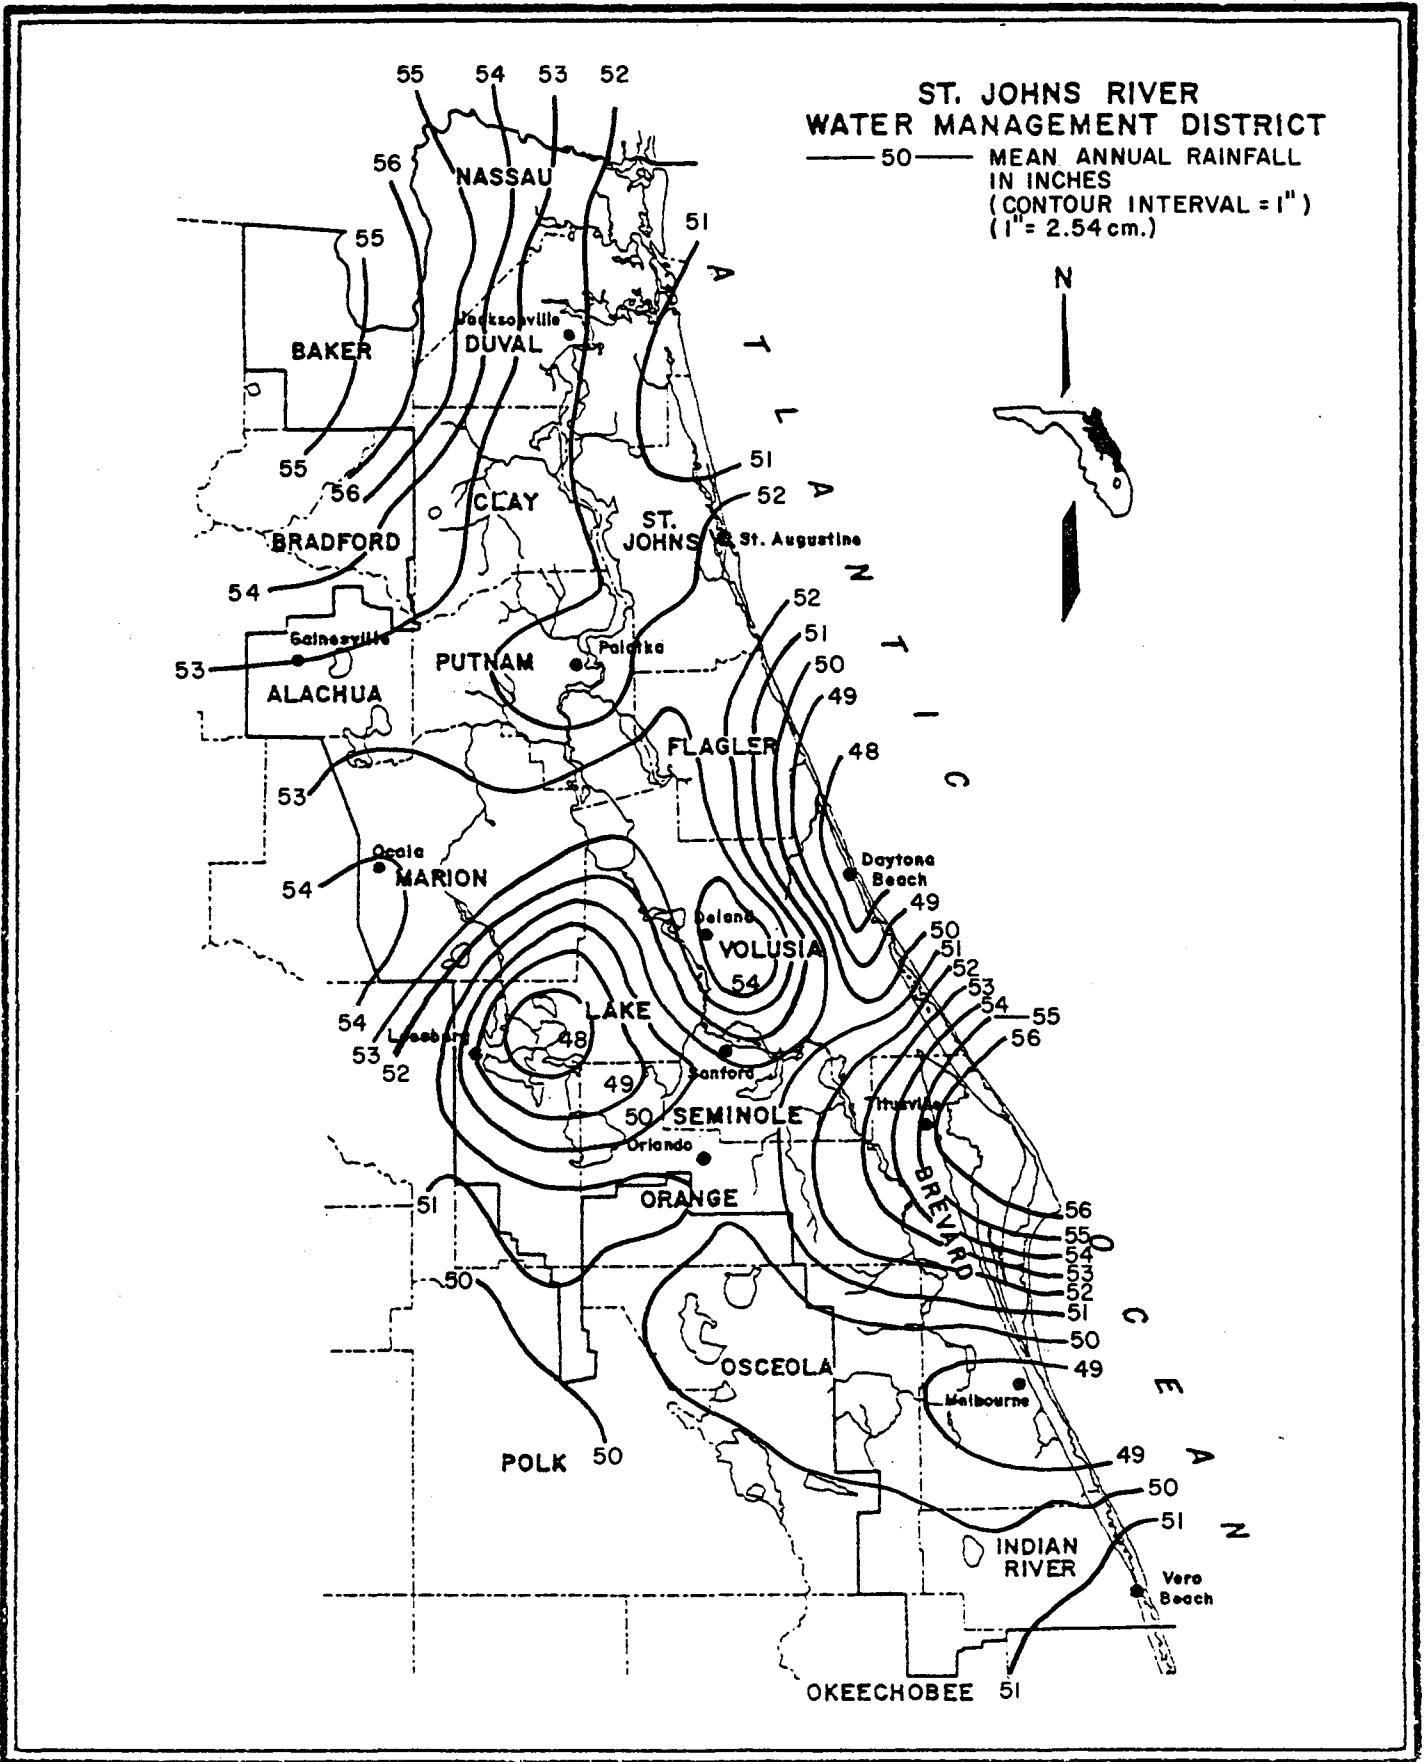 ST. JOHNS RIVER
WATER MANAGEMENT DISTRICT
50 MEAN ANNUAL RAINFALL
IN INCHES
(CONTOUR INTERVAL = 1")
(1"= 2.54 cm.)
N
55 54 53 52
56
NASSAU
55
51
Jacksonville
BAKER
DUVAL
55
51
56
52
CLAY
ST.
JOHNS
St. Augustine
BRADFORD
54
52
Gainesville
51
Palatka
53
PUTNAM
50
ALACHUA
49
FLAGLER
48
53
Ocala
Daytona
Beach
54
MARION
49
Deland
50
VOLUSIA
51
52
54
53
54
LAKE
55
54
56
Leesburg
48
53
52
Sanford
49
Titusville
50
SEMINOLE
Orlando
BREVARD
51
ORANGE
56
55
54
53
50
52
51
50
OSCEOLA
49
Melbourne
POLK
50
49
50
51
INDIAN
RIVER
Vero
Beach
OKEECHOBEE
51
ATLANTIC
OCEAN